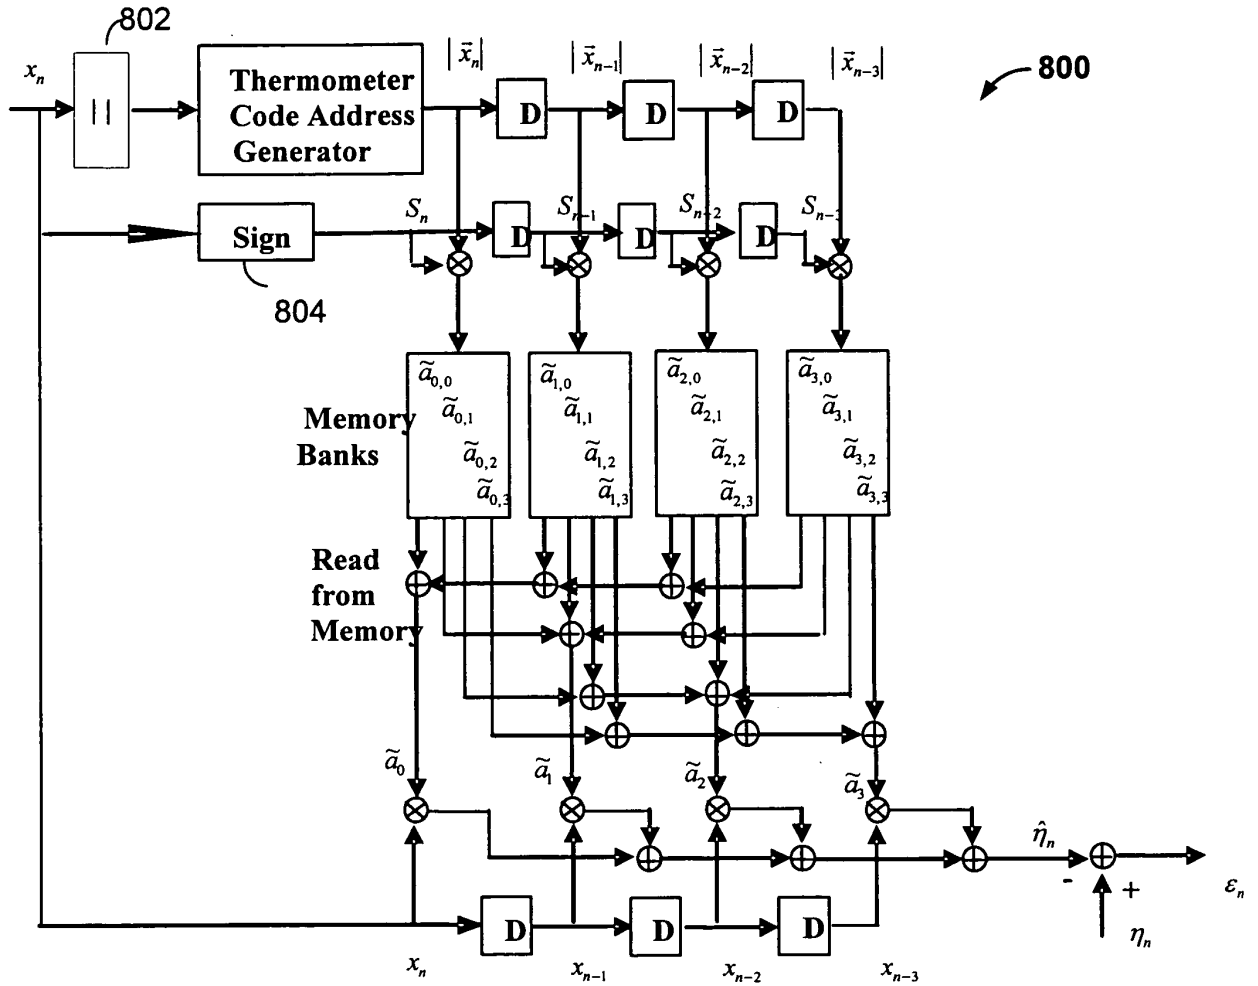 802
x_n
| |
Thermometer
Code Address
Generator
|x⃗_n|
|x⃗_{n-1}|
|x⃗_{n-2}|
|x⃗_{n-3}|
D
D
D
800
Sign
804
S_n
S_{n-1}
S_{n-2}
S_{n-3}
D
D
D
Memory
Banks
ã_{0,0}
ã_{0,1}
ã_{0,2}
ã_{0,3}
ã_{1,0}
ã_{1,1}
ã_{1,2}
ã_{1,3}
ã_{2,0}
ã_{2,1}
ã_{2,2}
ã_{2,3}
ã_{3,0}
ã_{3,1}
ã_{3,2}
ã_{3,3}
Read
from
Memory
ã_0
ã_1
ã_2
ã_3
η̂_n
-
+
ε_n
η_n
D
D
D
x_n
x_{n-1}
x_{n-2}
x_{n-3}